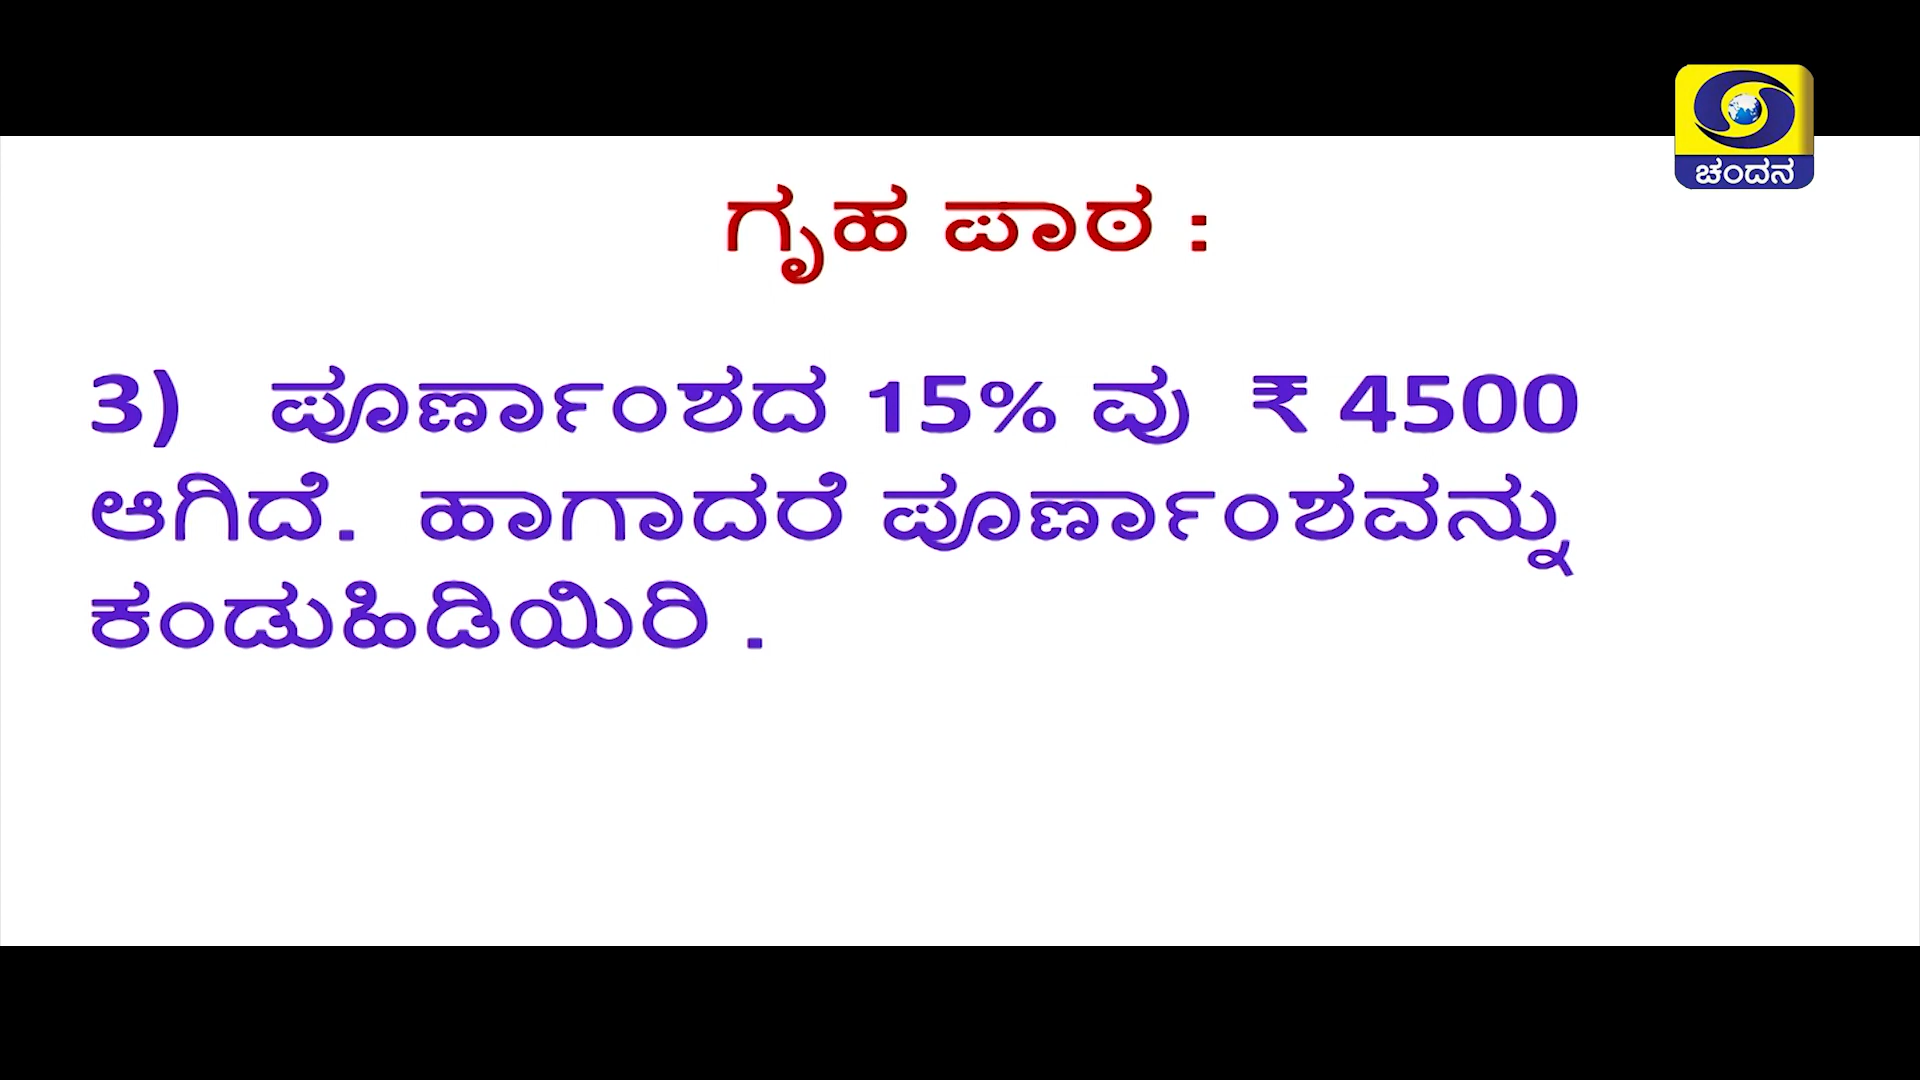 ಚಂದನ
ಗೃಹ ಪಾಠ :
3) ಪೂರ್ಣಾಂಶದ 15% ವು ₹ 4500
ಆಗಿದೆ. ಹಾಗಾದರೆ ಪೂರ್ಣಾಂಶವನ್ನು
ಕಂಡುಹಿಡಿಯಿರಿ .